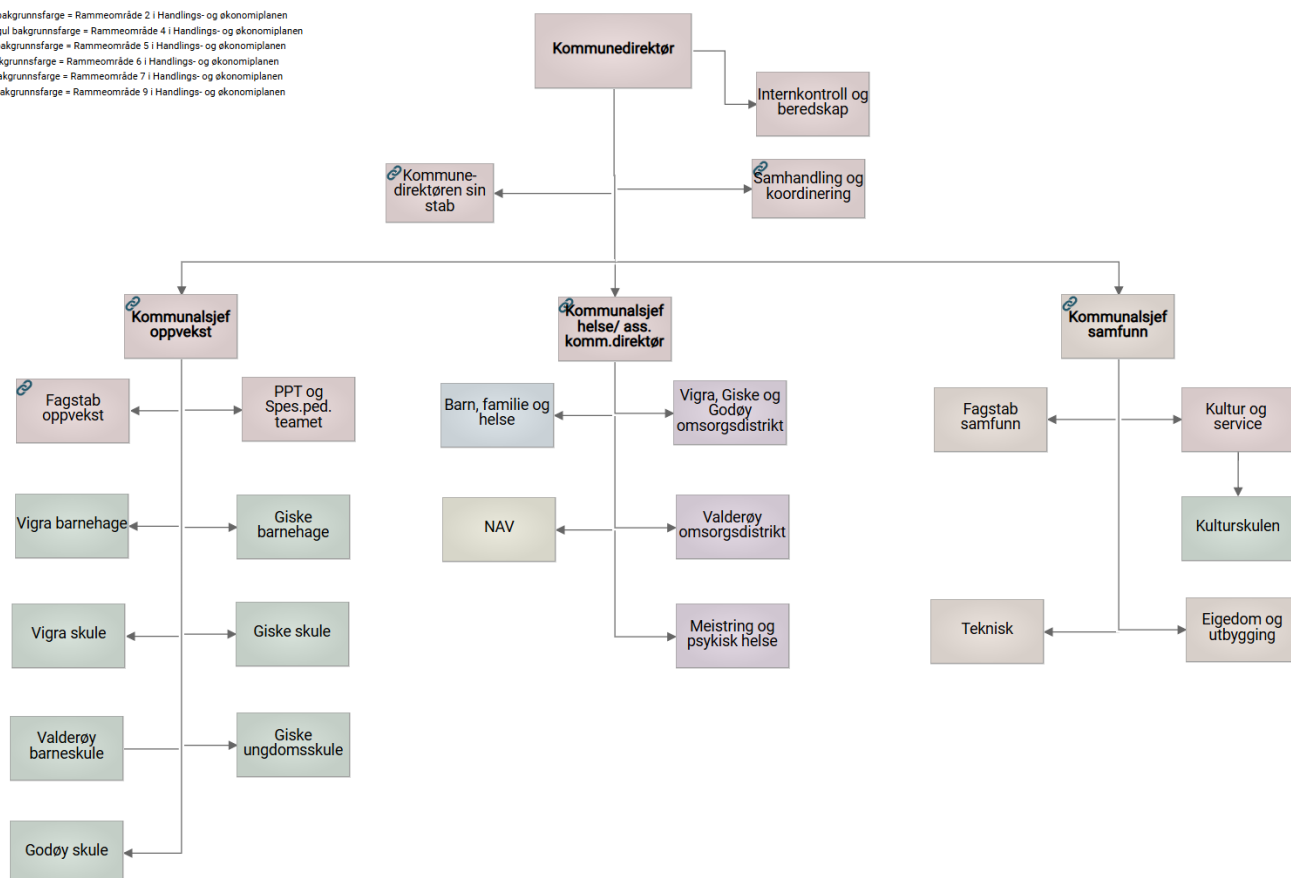 bakgrunnsfarge = Rammeområde 2 i Handlings- og økonomiplanen
gul bakgrunnsfarge = Rammeområde 4 i Handlings- og økonomiplanen
bakgrunnsfarge = Rammeområde 5 i Handlings- og økonomiplanen
= Rammeområde 6 i Handlings- og økonomiplanen
= Rammeområde 7 i Handlings- og økonomiplanen
bakgrunnsfarge = Rammeområde 9 i Handlings- og økonomiplanen
Kommunedirektør
Internkontroll og
beredskap
Kommune-
direktøren sin
stab
Samhandling og
koordinering
Kommunalsjef
oppvekst
Kommunalsjef
helse/ ass.
komm.direktør
Kommunalsjef
samfunn
Fagstab
oppvekst
PPT og
Spes.ped.
teamet
Barn, familie og
helse
Vigra, Giske og
Godøy
omsorgsdistrikt
Fagstab
samfunn
Kultur og
service
Vigra barnehage
Giske
barnehage
NAV
Valderøy
omsorgsdistrikt
Kulturskulen
Vigra skule
Giske skule
Meistring og
psykisk helse
Teknisk
Eigedom og
utbygging
Valderøy
barneskule
Giske
ungdomsskule
Godøy skule